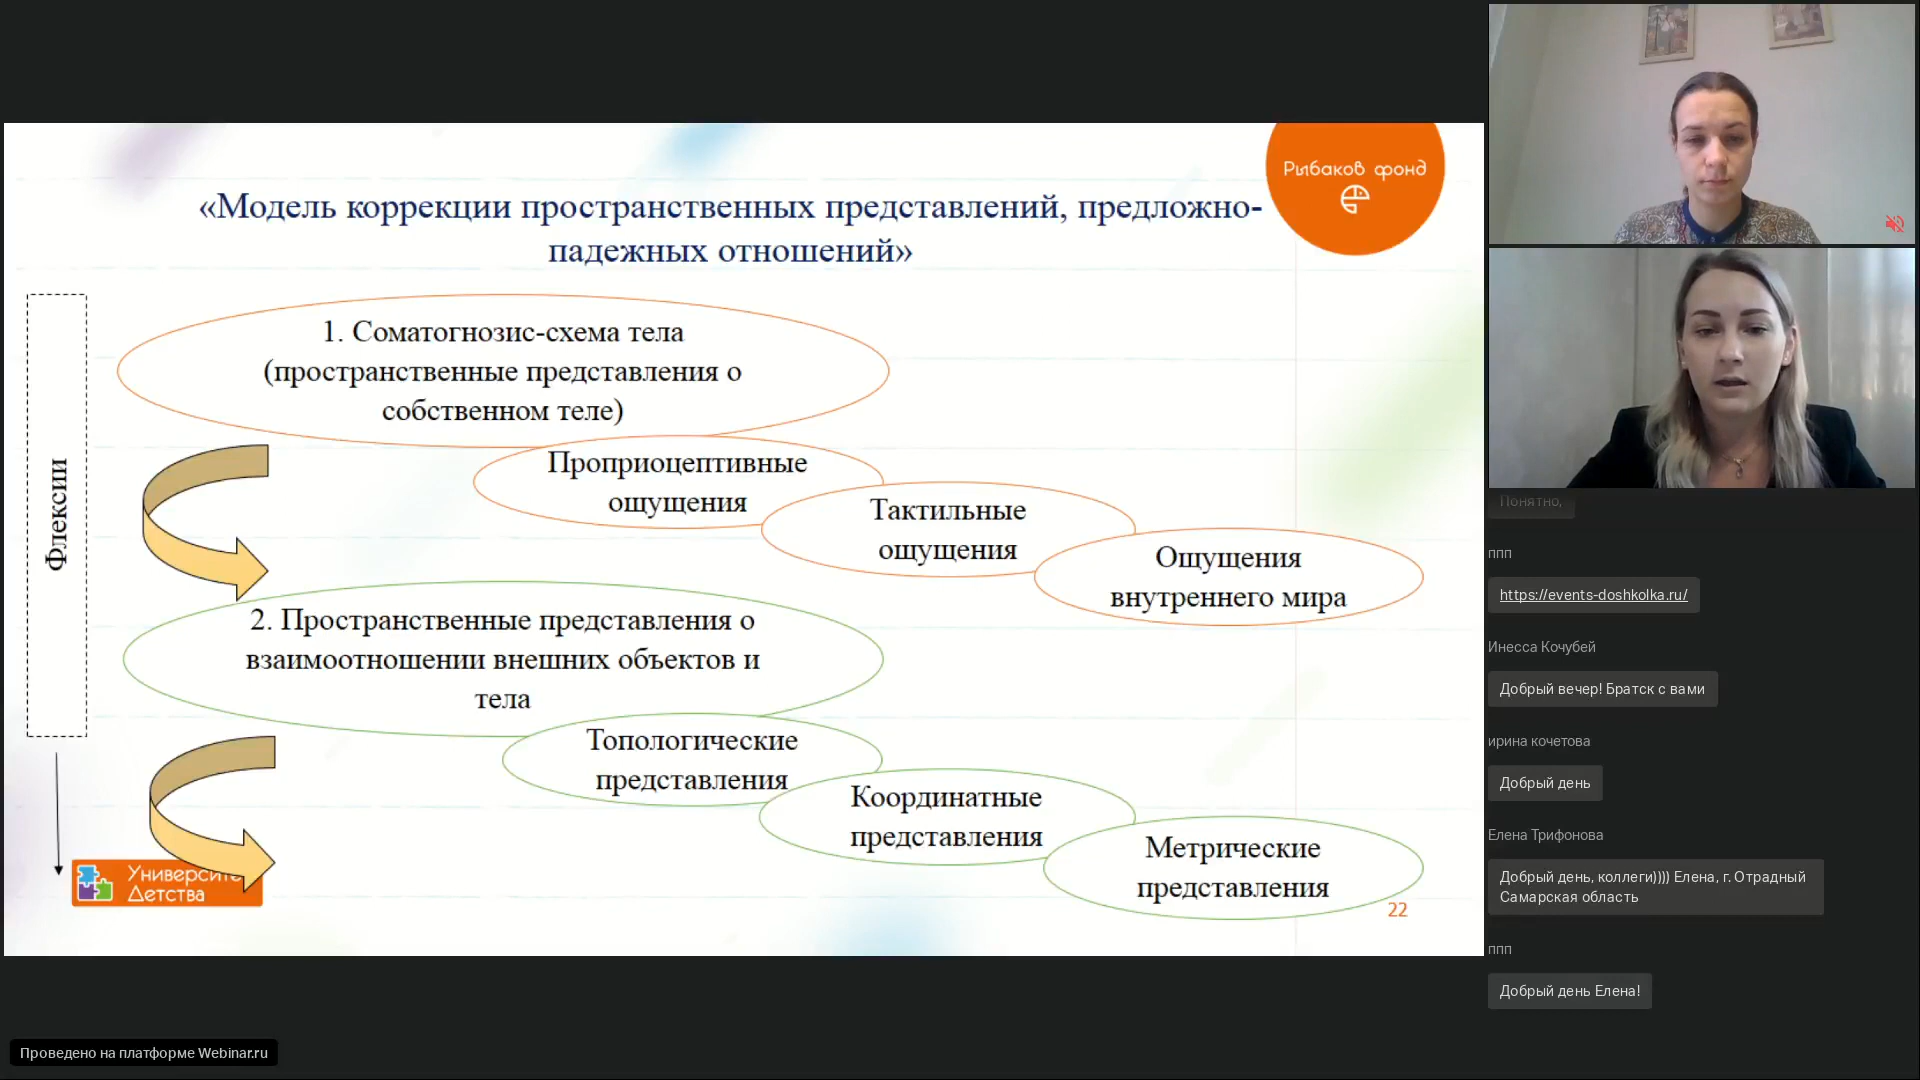 Рыбаков фонд
«Модель коррекции пространственных представлений, предложно-
падежных отношений»
Флексии
1. Соматогнозис-схема тела
(пространственные представления о
собственном теле)
Проприоцептивные
ощущения
Тактильные
ощущения
Ощущения
внутреннего мира
2. Пространственные представления о
взаимоотношении внешних объектов и
тела
Топологические
представления
Координатные
представления
Метрические
представления
Детства
22
Проведено на платформе Webinar.ru
Понятно,
ппп
https://events-doshkolka.ru/
Инесса Кочубей
Добрый вечер! Братск с вами
ирина кочетова
Добрый день
Елена Трифонова
Добрый день, коллеги)))) Елена, г. Отрадный
Самарская область
ппп
Добрый день Елена!